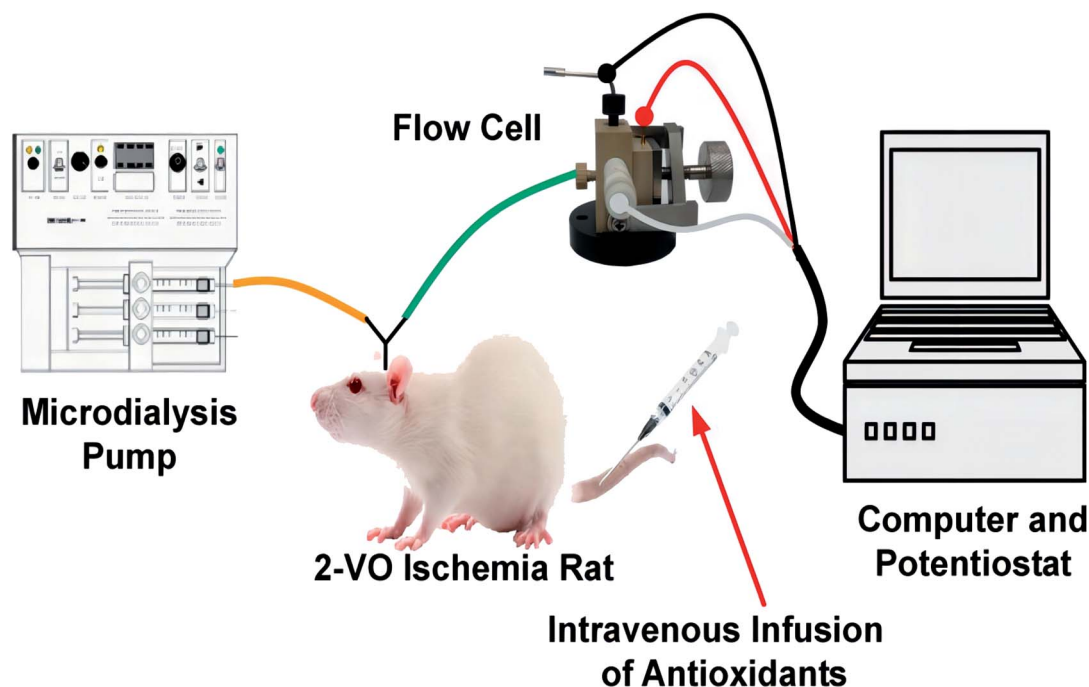 Flow Cell
Microdialysis
Pump
2-VO Ischemia Rat
Computer and
Potentiostat
Intravenous Infusion
of Antioxidants